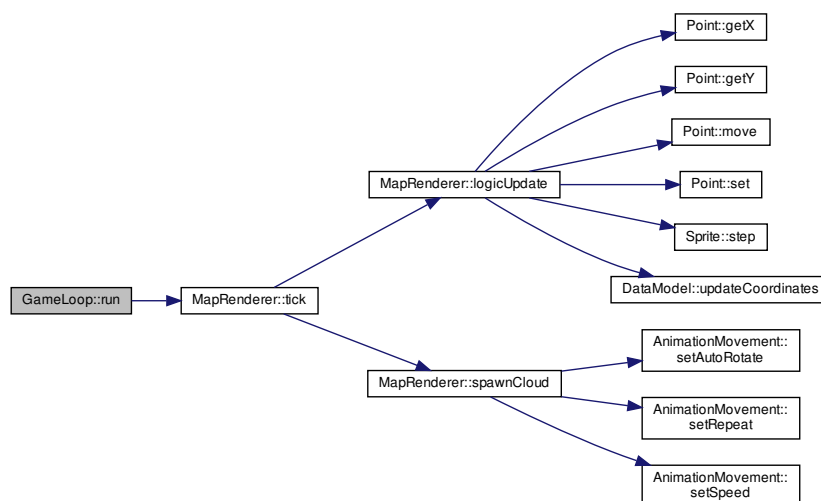 Point::getX
Point::getY
Point::move
MapRenderer::logicUpdate
Point::set
Sprite::step
DataModel::updateCoordinates
GameLoop::run
MapRenderer::tick
AnimationMovement::
setAutoRotate
MapRenderer::spawnCloud
AnimationMovement::
setRepeat
AnimationMovement::
setSpeed